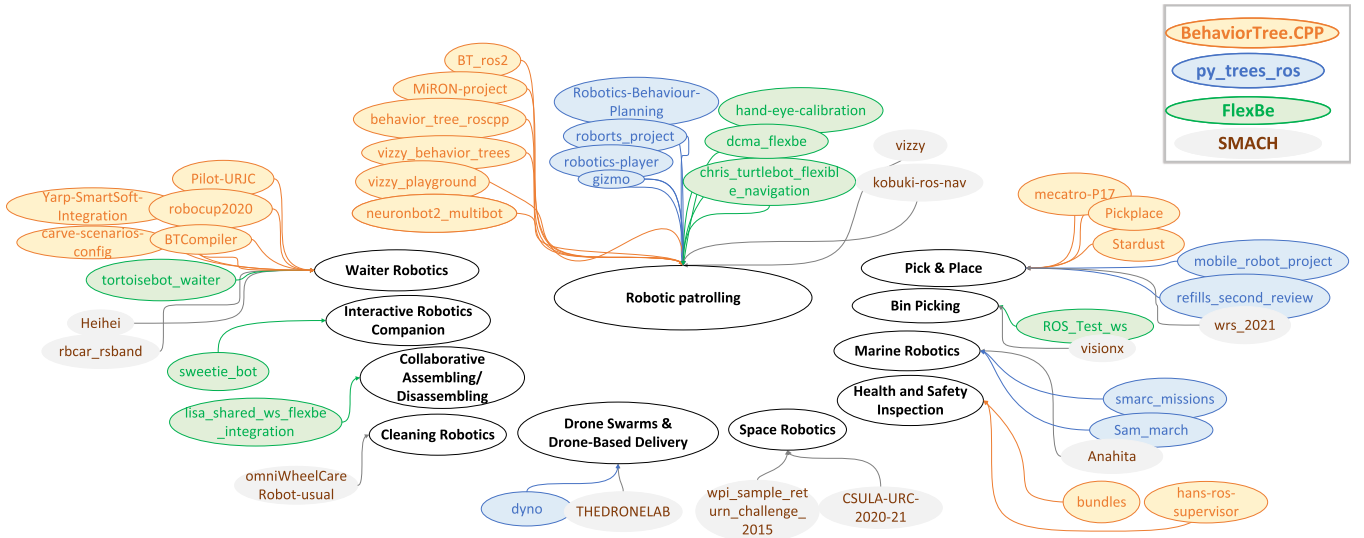 BehaviorTree.CPP
py_trees_ros
FlexBe
SMACH
BT_ros2
MiRON-project
behavior_tree_roscpp
vizzy_behavior_trees
vizzy_playground
neuronbot2_multibot
Robotics-Behaviour-
Planning
roborts_project
robotics-player
gizmo
hand-eye-calibration
dcma_flexbe
chris_turtlebot_flexibl
e_navigation
vizzy
kobuki-ros-nav
Robotic patrolling
Pilot-URJC
Yarp-SmartSoft-
Integration
robocup2020
carve-scenarios-
config
BTCompiler
tortoisebot_waiter
Heihei
rbcar_rsband
Waiter Robotics
Interactive Robotics
Companion
sweetie_bot
Collaborative
Assembling/
Disassembling
lisa_shared_ws_flexbe
_integration
Cleaning Robotics
omniWheelCare
Robot-usual
Drone Swarms &
Drone-Based Delivery
dyno
THEDRONELAB
Space Robotics
wpi_sample_ret
urn_challenge_
2015
CSULA-URC-
2020-21
mecatro-P17
Pickplace
Stardust
mobile_robot_project
refills_second_review
wrs_2021
Pick & Place
Bin Picking
ROS_Test_ws
visionx
Marine Robotics
smarc_missions
Sam_march
Anahita
Health and Safety
Inspection
bundles
hans-ros-
supervisor